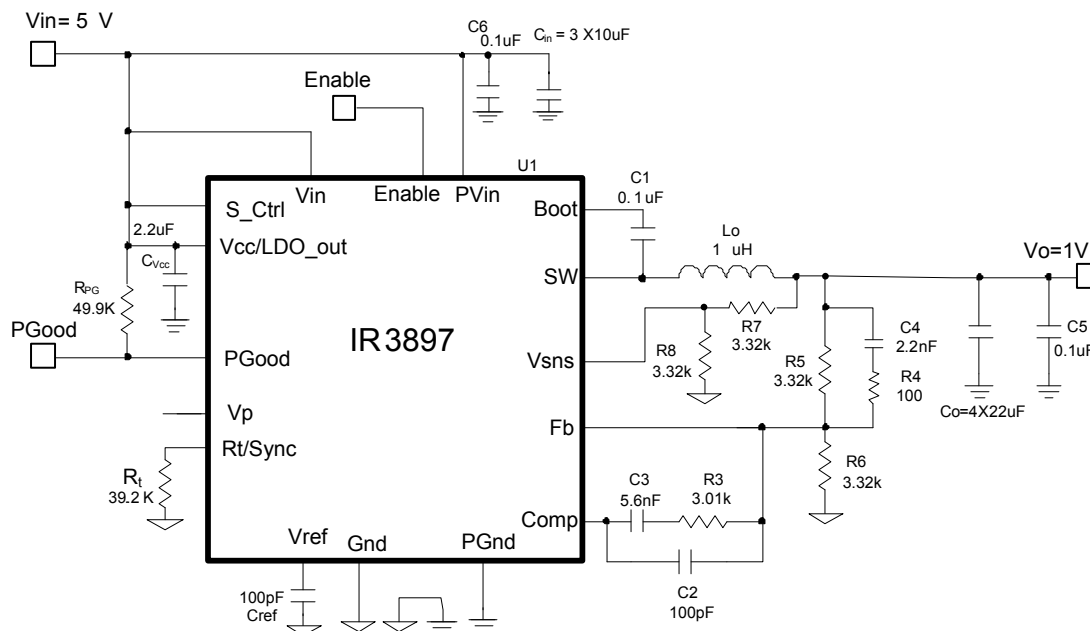 Vin= 5 V
C6
0.1uF
Cin = 3 X10uF
Enable
U1
Vin
Enable
PVin
S_Ctrl
Boot
C1
0.1uF
2.2uF
Vcc/LDO_out
CVcc
Lo
1 uH
Vo=1V
SW
RPG
49.9K
PGood
IR3897
R7
3.32k
R8
3.32k
Vsns
R5
3.32k
C4
2.2nF
R4
100
C5
0.1uF
Co=4X22uF
PGood
Vp
Fb
Rt/Sync
Rt
39.2 K
R6
3.32k
C3
5.6nF
R3
3.01k
Comp
Vref
Gnd
PGnd
C2
100pF
100pF
Cref